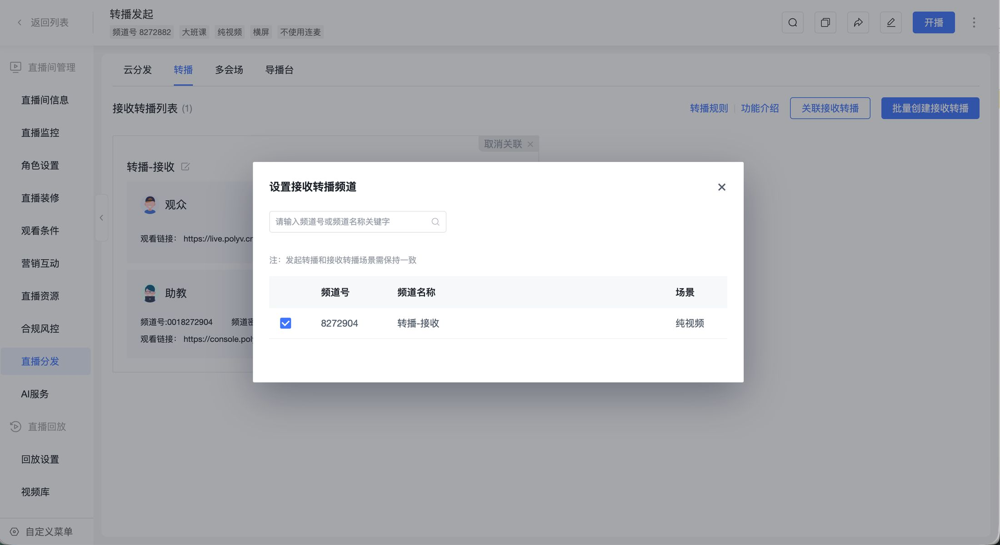 返回列表
转播发起
频道号 8272882
大班课
纯视频
横屏
不使用连麦
开播
直播间管理
直播间信息
直播监控
角色设置
直播装修
观看条件
营销互动
直播资源
合规风控
直播分发
AI服务
直播回放
回放设置
视频库
自定义菜单
云分发
转播
多会场
导播台
接收转播列表 (1)
转播规则
功能介绍
关联接收转播
批量创建接收转播
取消关联
转播-接收
观众
观看链接： https://live.polyv.cn
助教
频道号:0018272904
频道密
观看链接： https://console.poly
设置接收转播频道
请输入频道号或频道名称关键字
注：发起转播和接收转播场景需保持一致
频道号 频道名称 场景
8272904 转播-接收 纯视频